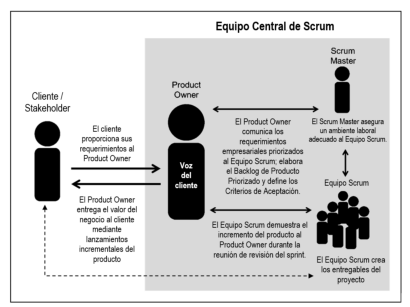 Equipo Central de Scrum
Cliente /
Stakeholder
El cliente
proporciona sus
requerimientos al
Product Owner
El Product Owner
entrega el valor del
negocio al cliente
mediante
lanzamientos
incrementales del
producto
Product
Owner
Voz
del
cliente
El Product Owner
comunica los
requerimientos
empresariales priorizados
al Equipo Scrum; elabora
el Backlog de Producto
Priorizado y define los
Criterios de Aceptación.
El Equipo Scrum demuestra el
incremento del producto al
Product Owner durante la
reunión de revisión del sprint.
Scrum
Master
El Scrum Master asegura
un ambiente laboral
adecuado al Equipo Scrum.
Equipo Scrum
El Equipo Scrum crea
los entregables del
proyecto